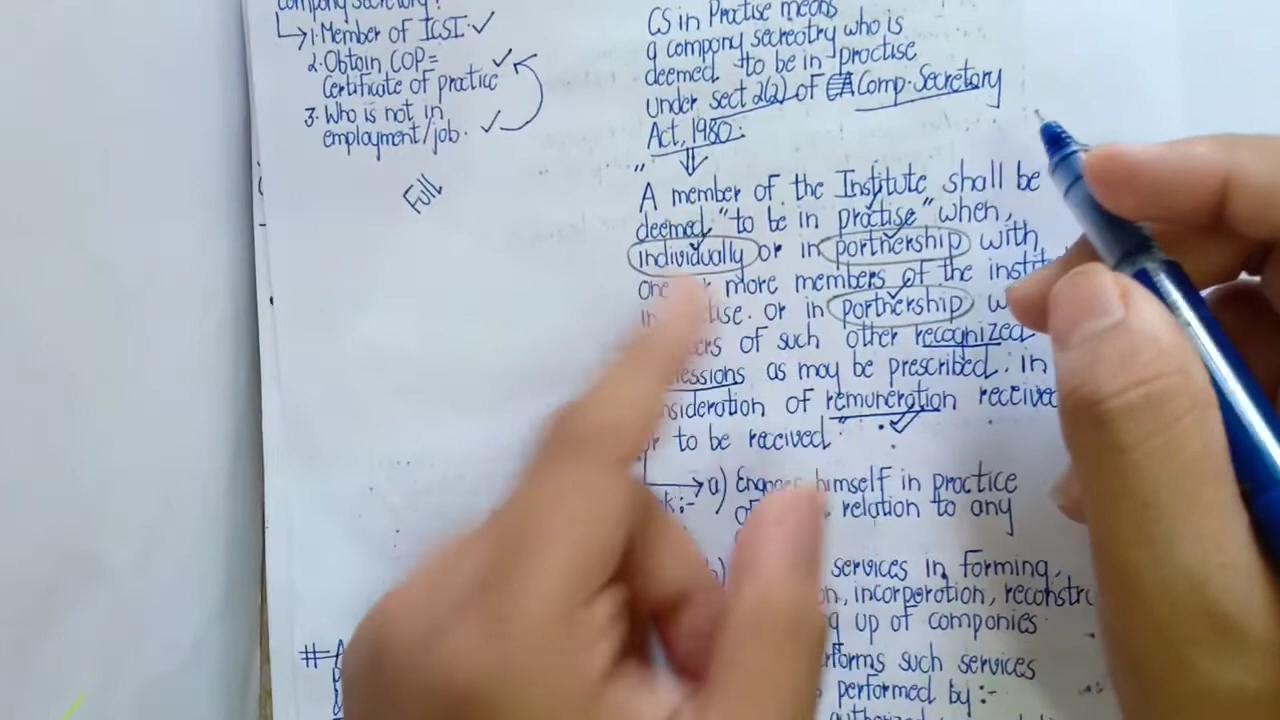 company secretary?
1. Member of ICSI.
2. Obtain COP =
Certificate of practice
3. Who is not in
employment/job.
Full
CS in Practise means
a company secreotry who is
deemed to be in practise
under sect 2(2) of CA Comp. Secretary
Act, 1980:
"
A member of the Institute shall be
deemed "to be in practise" when,
individually or in partnership with
one more members of the
in or in partnership
of such other recognized
as may be prescribed. in
of remuneration received
to be received"
a) himself in practice
relation to any
services in forming,
incorporation,
up of companies
such services
performed by:-